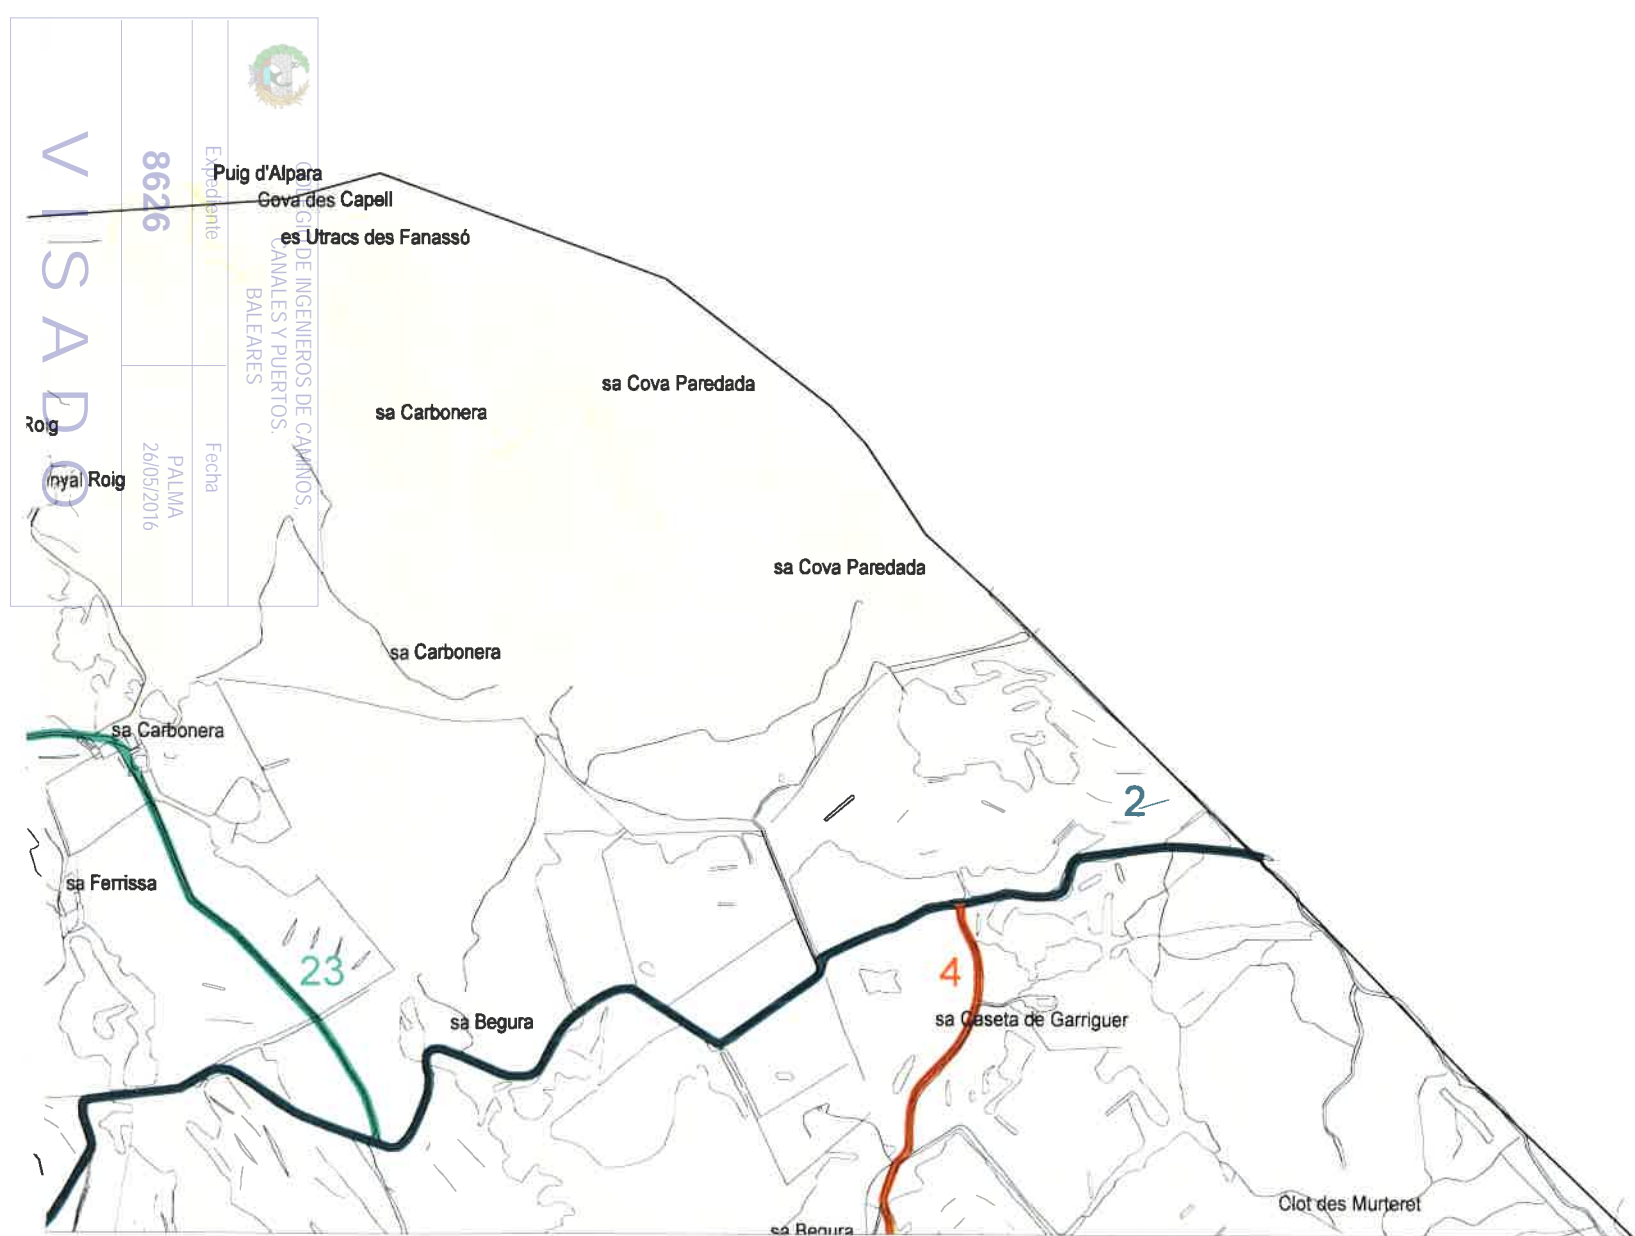 COLEGIO DE INGENIEROS DE CAMINOS,
CANALES Y PUERTOS.
BALEARES
Expediente
8626
Fecha
PALMA
26/05/2016
VISADO
Puig d'Alpara
Cova des Capell
es Utracs des Fanassó
sa Cova Paredada
sa Carbonera
Roig
Roig
sa Cova Paredada
sa Carbonera
sa Carbonera
2
sa Ferrissa
23
4
sa Begura
sa Caseta de Garriguer
Clot des Murteret
sa Begura